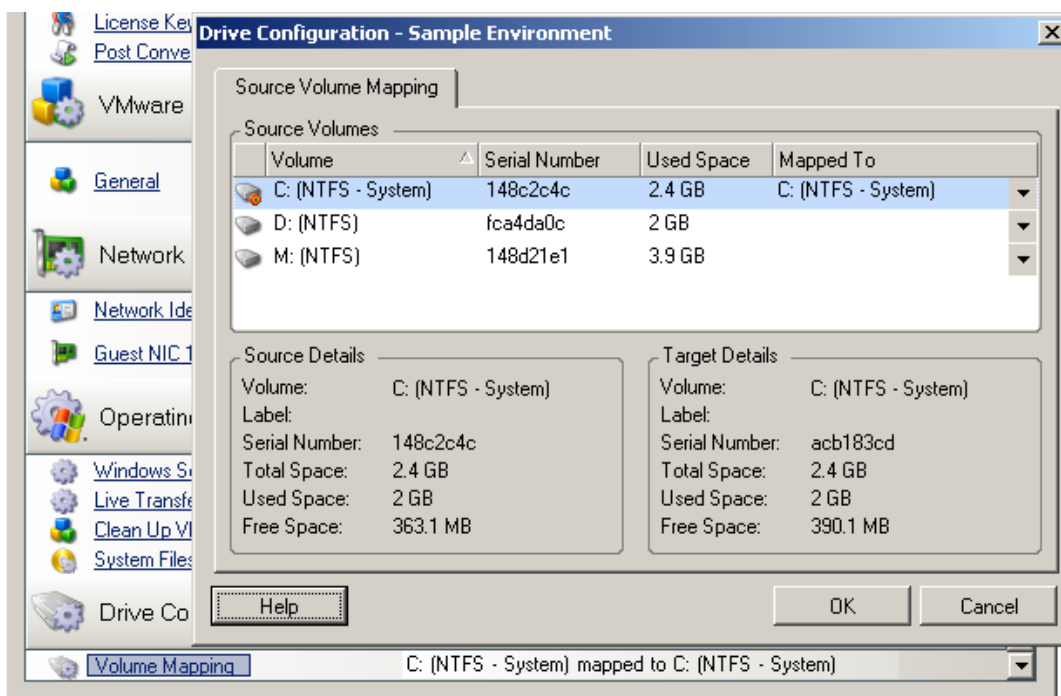 License Key
Post Conve
VMware
General
Network
Network Ide
Guest NIC 1
Operatin
Windows Se
Live Transfe
Clean Up VI
System Files
Drive Co
Volume Mapping
C: (NTFS - System) mapped to C: (NTFS - System)
Drive Configuration - Sample Environment
Source Volume Mapping
Source Volumes
Volume Serial Number Used Space Mapped To
C: (NTFS - System) 148c2c4c 2.4 GB C: (NTFS - System)
D: (NTFS) fca4da0c 2 GB
M: (NTFS) 148d21e1 3.9 GB
Source Details
Volume: C: (NTFS - System)
Label:
Serial Number: 148c2c4c
Total Space: 2.4 GB
Used Space: 2 GB
Free Space: 363.1 MB
Target Details
Volume: C: (NTFS - System)
Label:
Serial Number: acb183cd
Total Space: 2.4 GB
Used Space: 2 GB
Free Space: 390.1 MB
Help
OK
Cancel